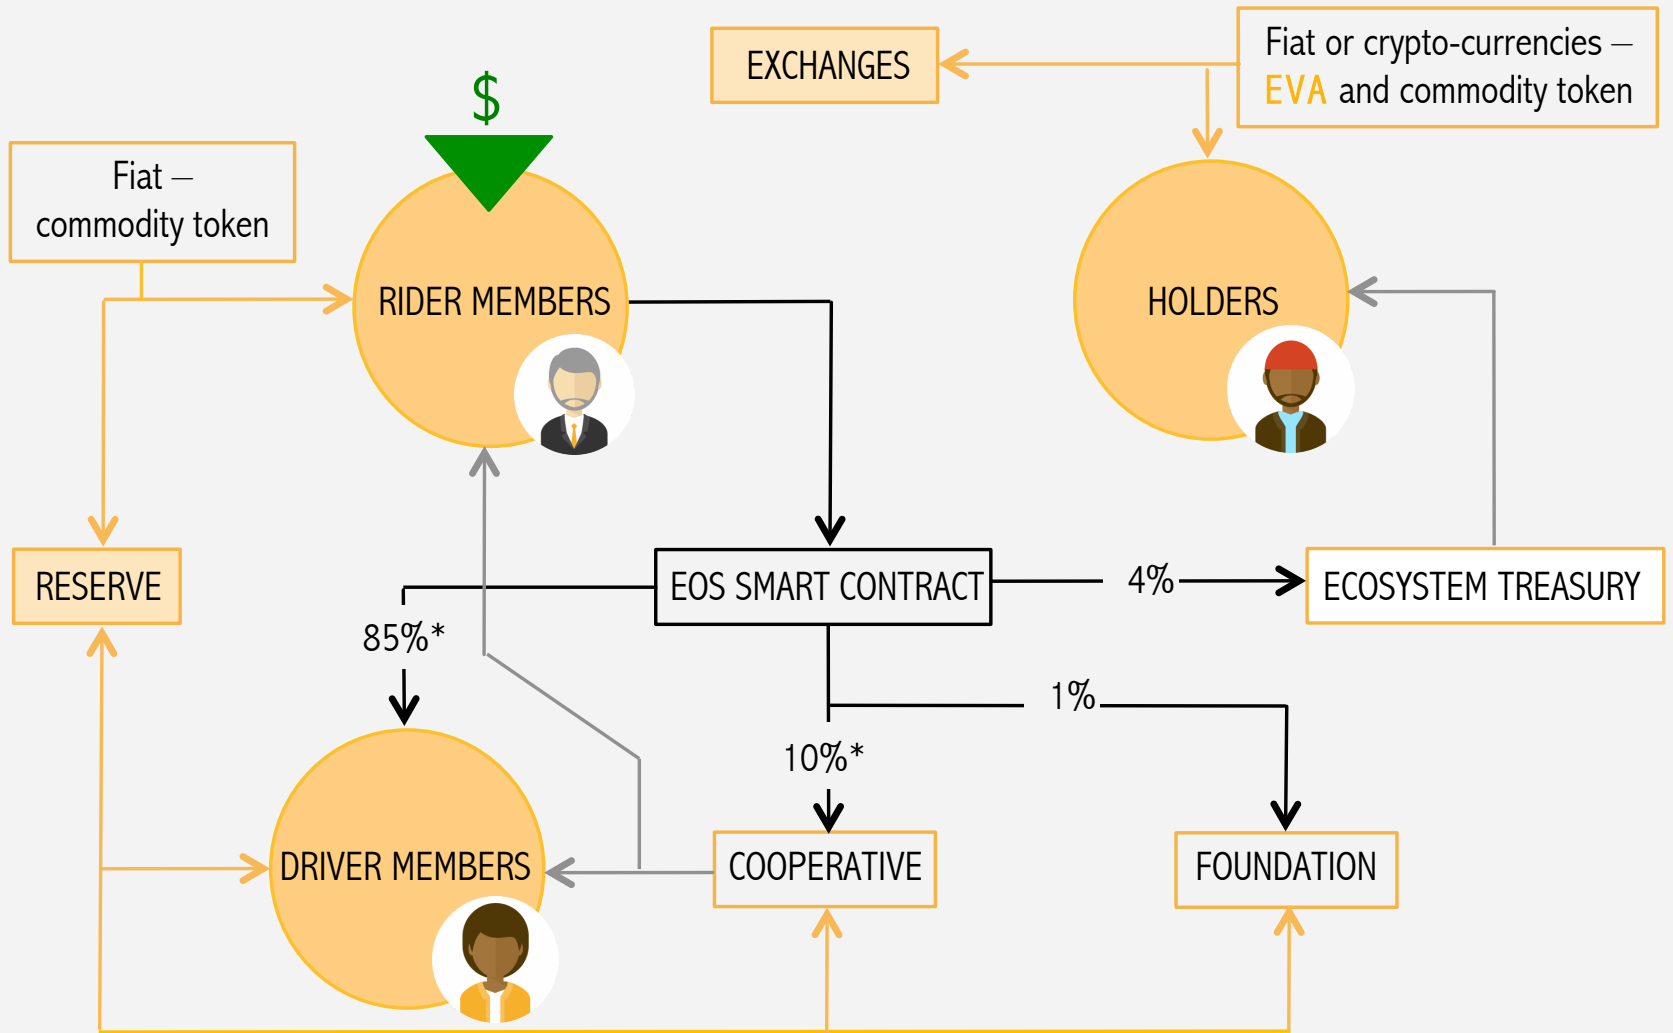 EXCHANGES
Fiat or crypto-currencies –
EVA and commodity token
$
Fiat –
commodity token
RIDER MEMBERS
HOLDERS
RESERVE
EOS SMART CONTRACT
4%
ECOSYSTEM TREASURY
85%*
1%
10%*
DRIVER MEMBERS
COOPERATIVE
FOUNDATION